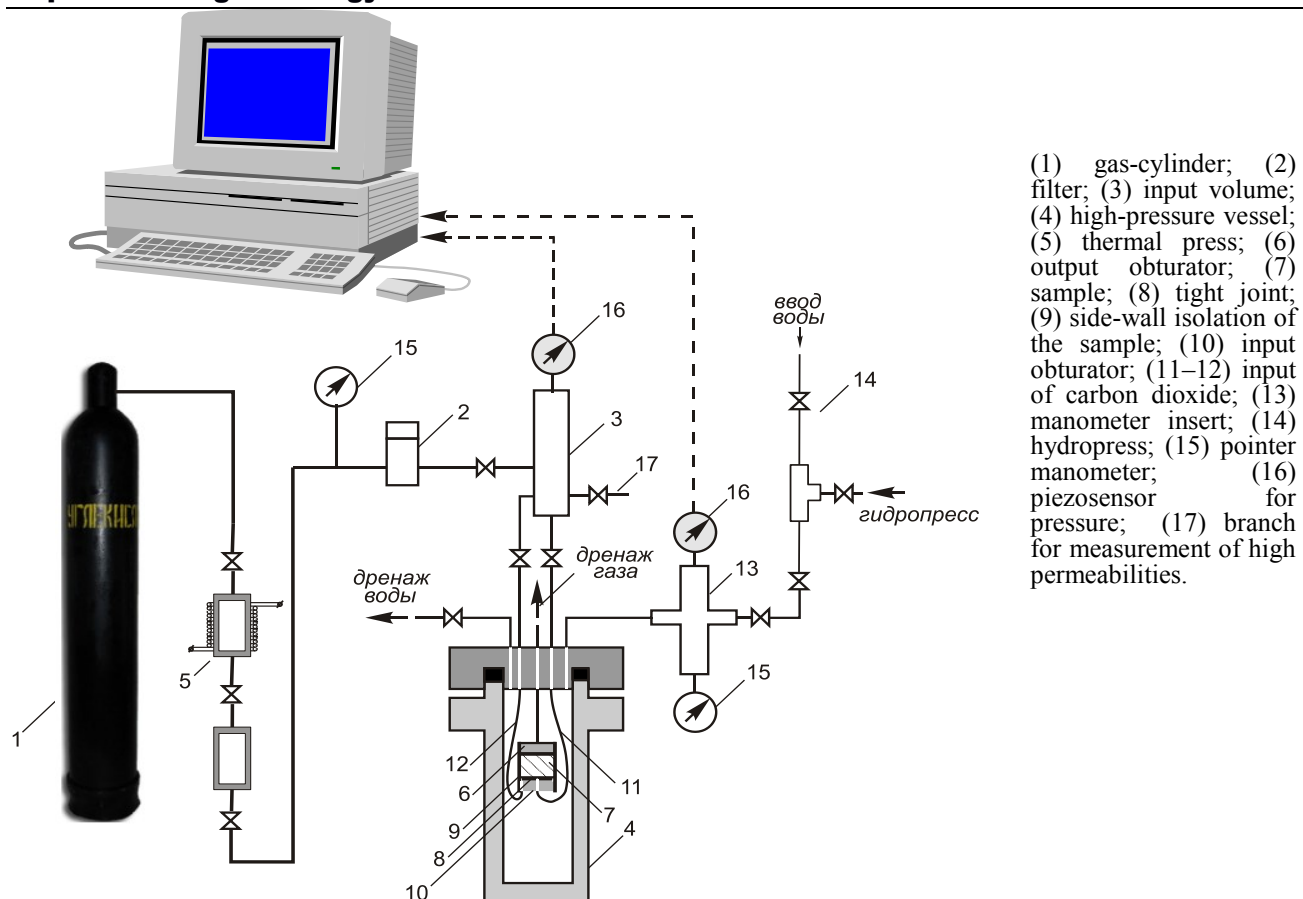 (1) gas-cylinder; (2)
filter; (3) input volume;
(4) high-pressure vessel;
(5) thermal press; (6)
output obturator; (7)
sample; (8) tight joint;
(9) side-wall isolation of
the sample; (10) input
obturator; (11–12) input
of carbon dioxide; (13)
manometer insert; (14)
hydropress; (15) pointer
manometer; (16)
piezosensor for
pressure; (17) branch
for measurement of high
permeabilities.
16
ввод
воды
15
14
2
3
17
16
гидропресс
дренаж
газа
13
дренаж
воды
УГЛЕКИСЛ
5
15
1
12
11
6
7
9
4
8
10